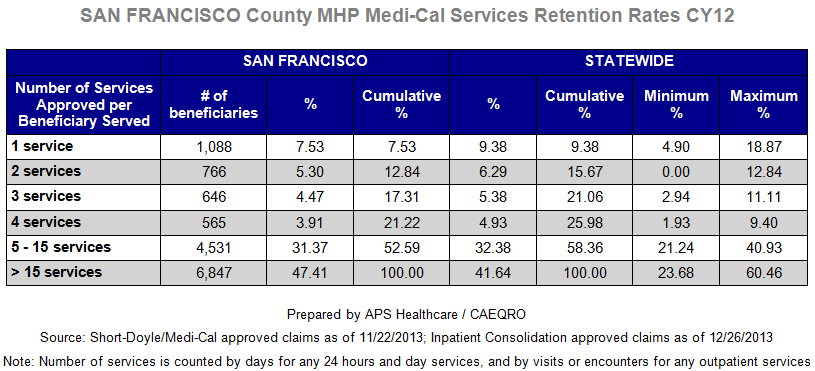 SAN FRANCISCO County MHP Medi-Cal Services Retention Rates CY12
Number of Services Approved per Beneficiary Served SAN FRANCISCO STATEWIDE
# of beneficiaries % Cumulative % % Cumulative % Minimum % Maximum %
1 service 1,088 7.53 7.53 9.38 9.38 4.90 18.87
2 services 766 5.30 12.84 6.29 15.67 0.00 12.84
3 services 646 4.47 17.31 5.38 21.06 2.94 11.11
4 services 565 3.91 21.22 4.93 25.98 1.93 9.40
5 - 15 services 4,531 31.37 52.59 32.38 58.36 21.24 40.93
> 15 services 6,847 47.41 100.00 41.64 100.00 23.68 60.46
Prepared by APS Healthcare / CAEQRO
Source: Short-Doyle/Medi-Cal approved claims as of 11/22/2013; Inpatient Consolidation approved claims as of 12/26/2013
Note: Number of services is counted by days for any 24 hours and day services, and by visits or encounters for any outpatient services